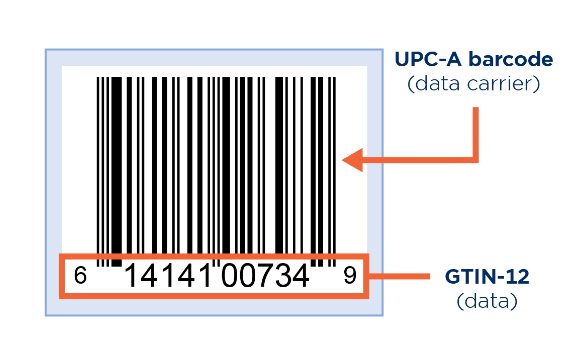 UPC-A barcode
(data carrier)
6 14141 00734 9
GTIN-12
(data)